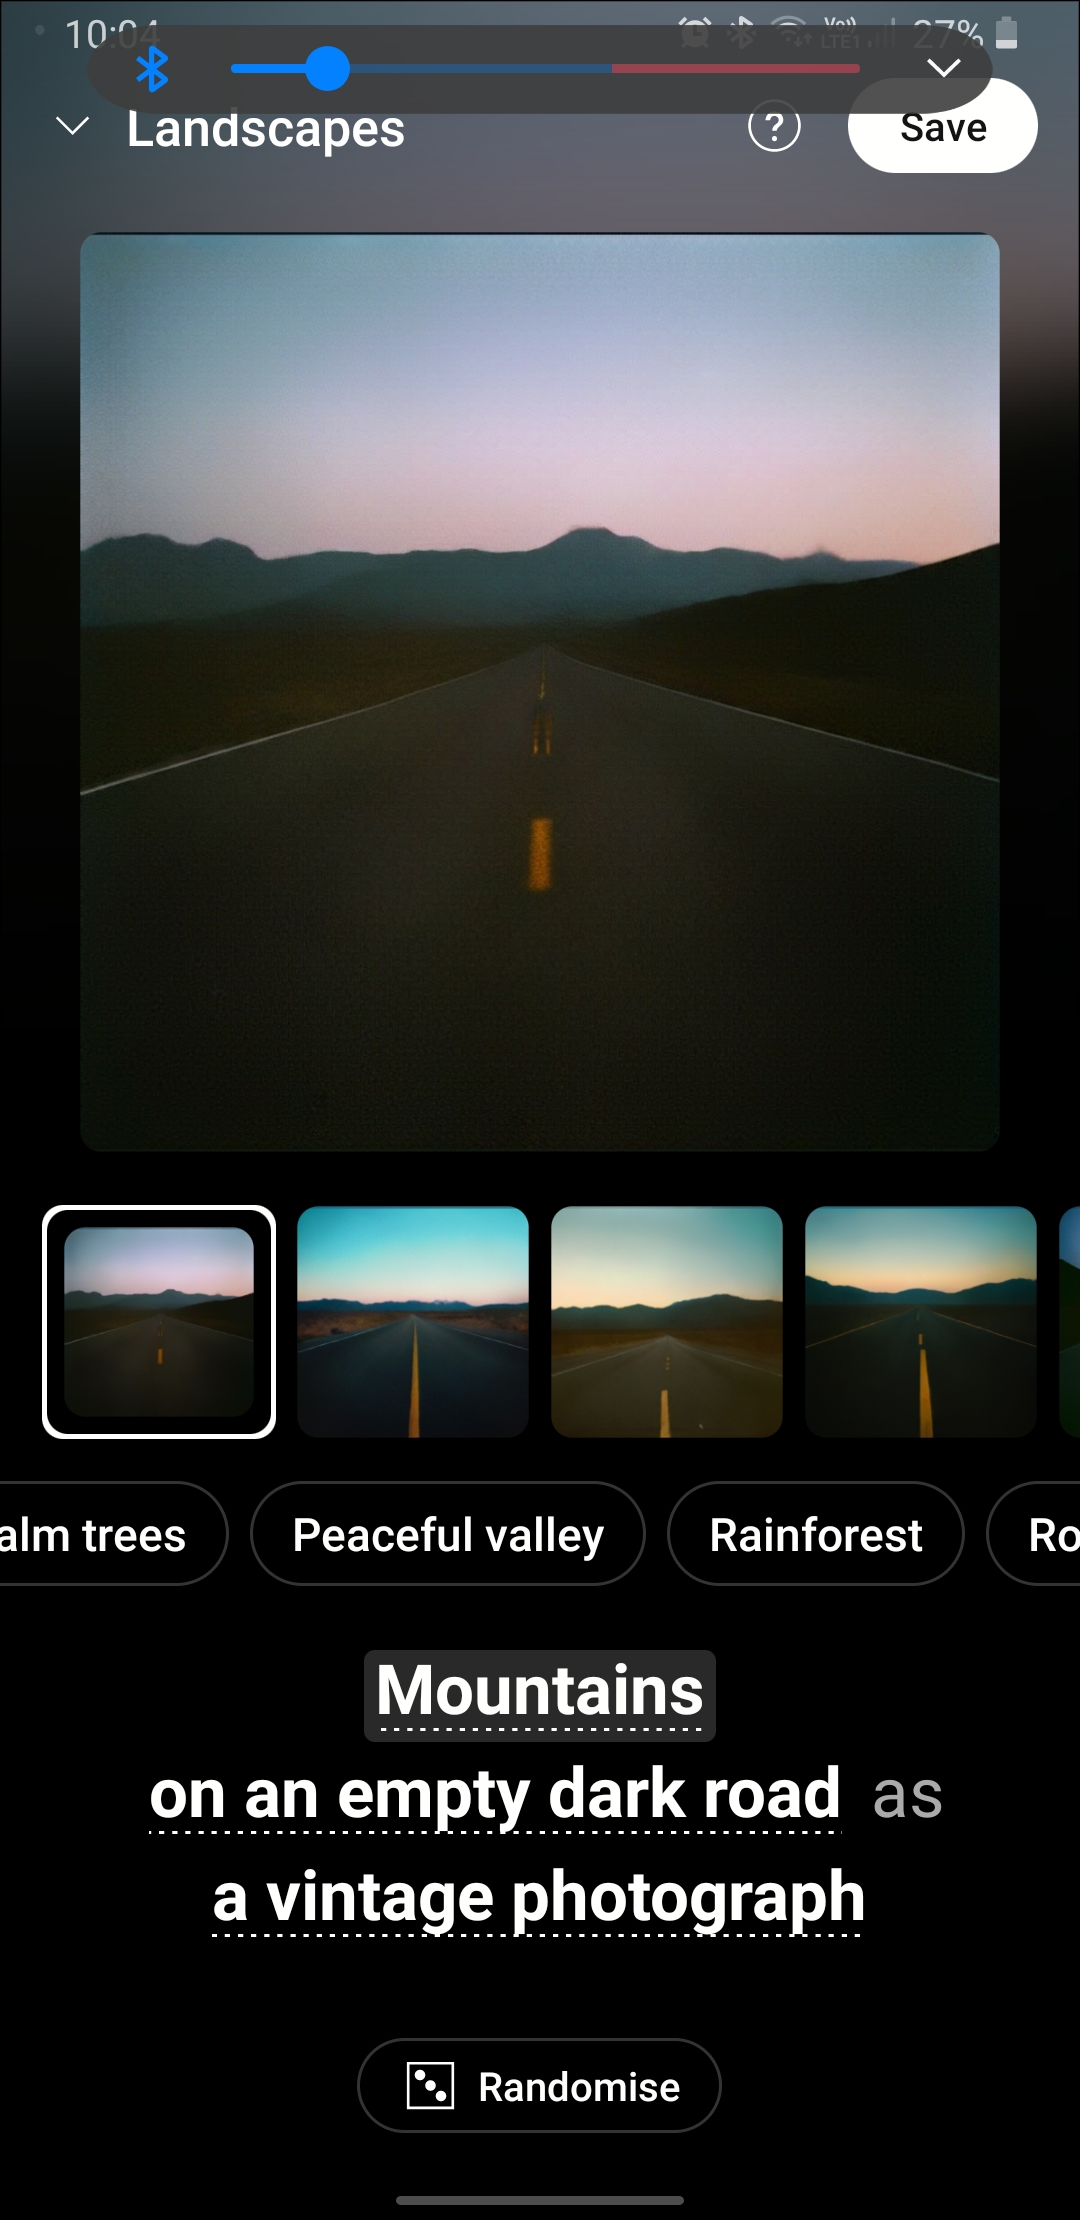 10:04 Vo)) LTE1 27%
Landscapes ? Save
alm trees Peaceful valley Rainforest Ro
Mountains
on an empty dark road as
a vintage photograph
Randomise